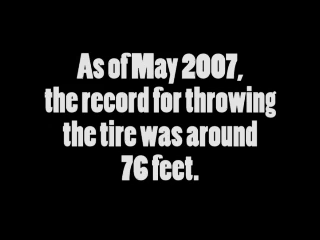 As of May 2007,
the record for throwing
the tire was around
76 feet.